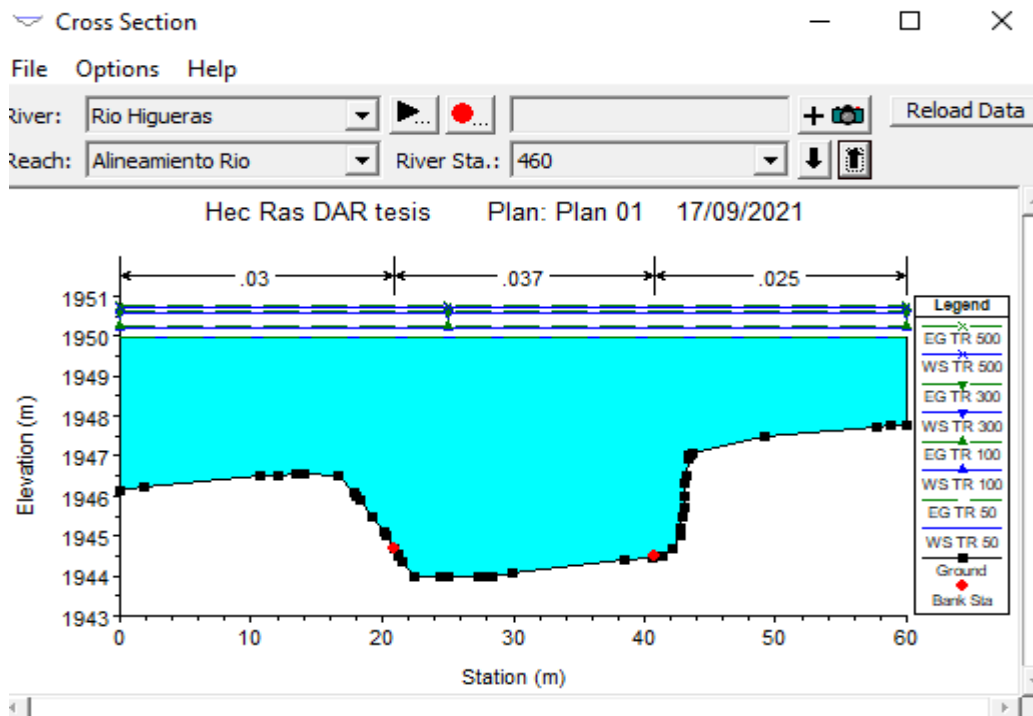 Cross Section
File Options Help
River: Rio Higueras
Reload Data
Reach: Alineamiento Rio River Sta.: 460
Hec Ras DAR tesis Plan: Plan 01 17/09/2021
.03 .037 .025
1951
1950
1949
1948
1947
1946
1945
1944
1943
Elevation (m)
0 10 20 30 40 50 60
Station (m)
Legend
EG TR 500
WS TR 500
EG TR 300
WS TR 300
EG TR 100
WS TR 100
EG TR 50
WS TR 50
Ground
Bank Sta